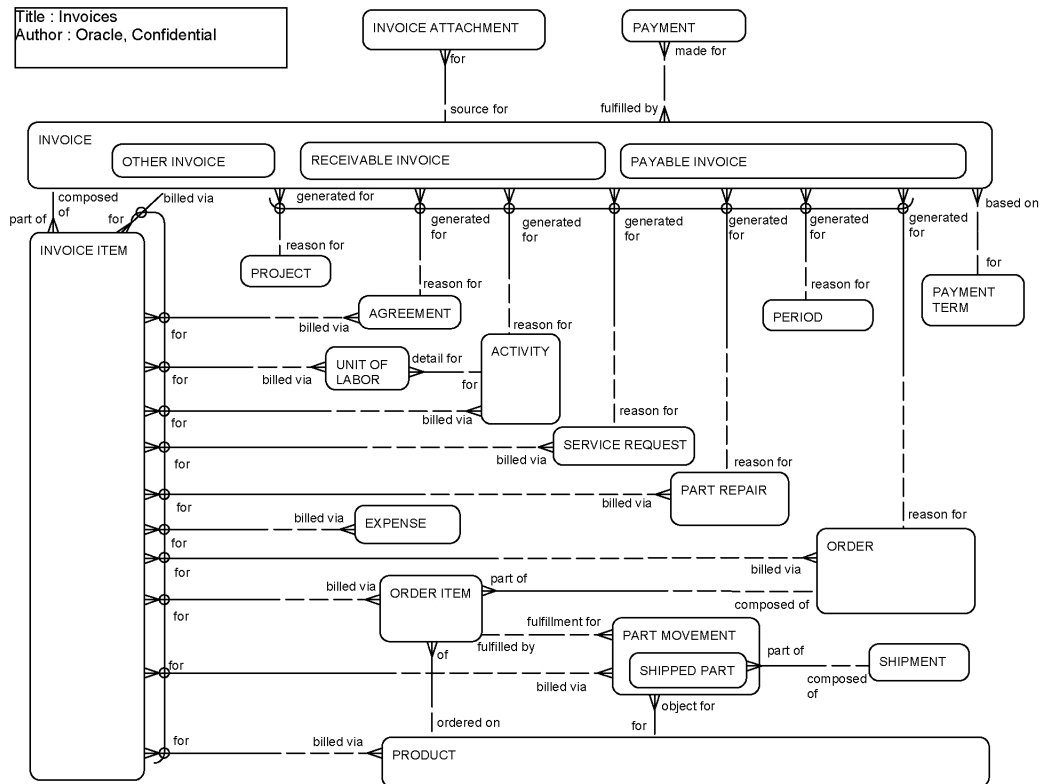 Title : Invoices
Author : Oracle, Confidential
INVOICE ATTACHMENT
PAYMENT
for
made for
source for
fulfilled by
INVOICE
OTHER INVOICE
RECEIVABLE INVOICE
PAYABLE INVOICE
composed
of
part of
for
billed via
generated for
generated
for
generated
for
generated
for
generated
for
generated
for
generated
for
based on
INVOICE ITEM
reason for
PROJECT
reason for
AGREEMENT
reason for
PERIOD
for
PAYMENT
TERM
for
billed via
reason for
ACTIVITY
UNIT OF
LABOR
detail for
for
for
billed via
for
billed via
reason for
SERVICE REQUEST
for
billed via
reason for
PART REPAIR
for
billed via
EXPENSE
billed via
for
reason for
ORDER
for
billed via
ORDER ITEM
billed via
for
part of
composed of
fulfillment for
fulfilled by
PART MOVEMENT
SHIPPED PART
part of
SHIPMENT
composed
of
of
for
billed via
object for
ordered on
for
for
billed via
PRODUCT